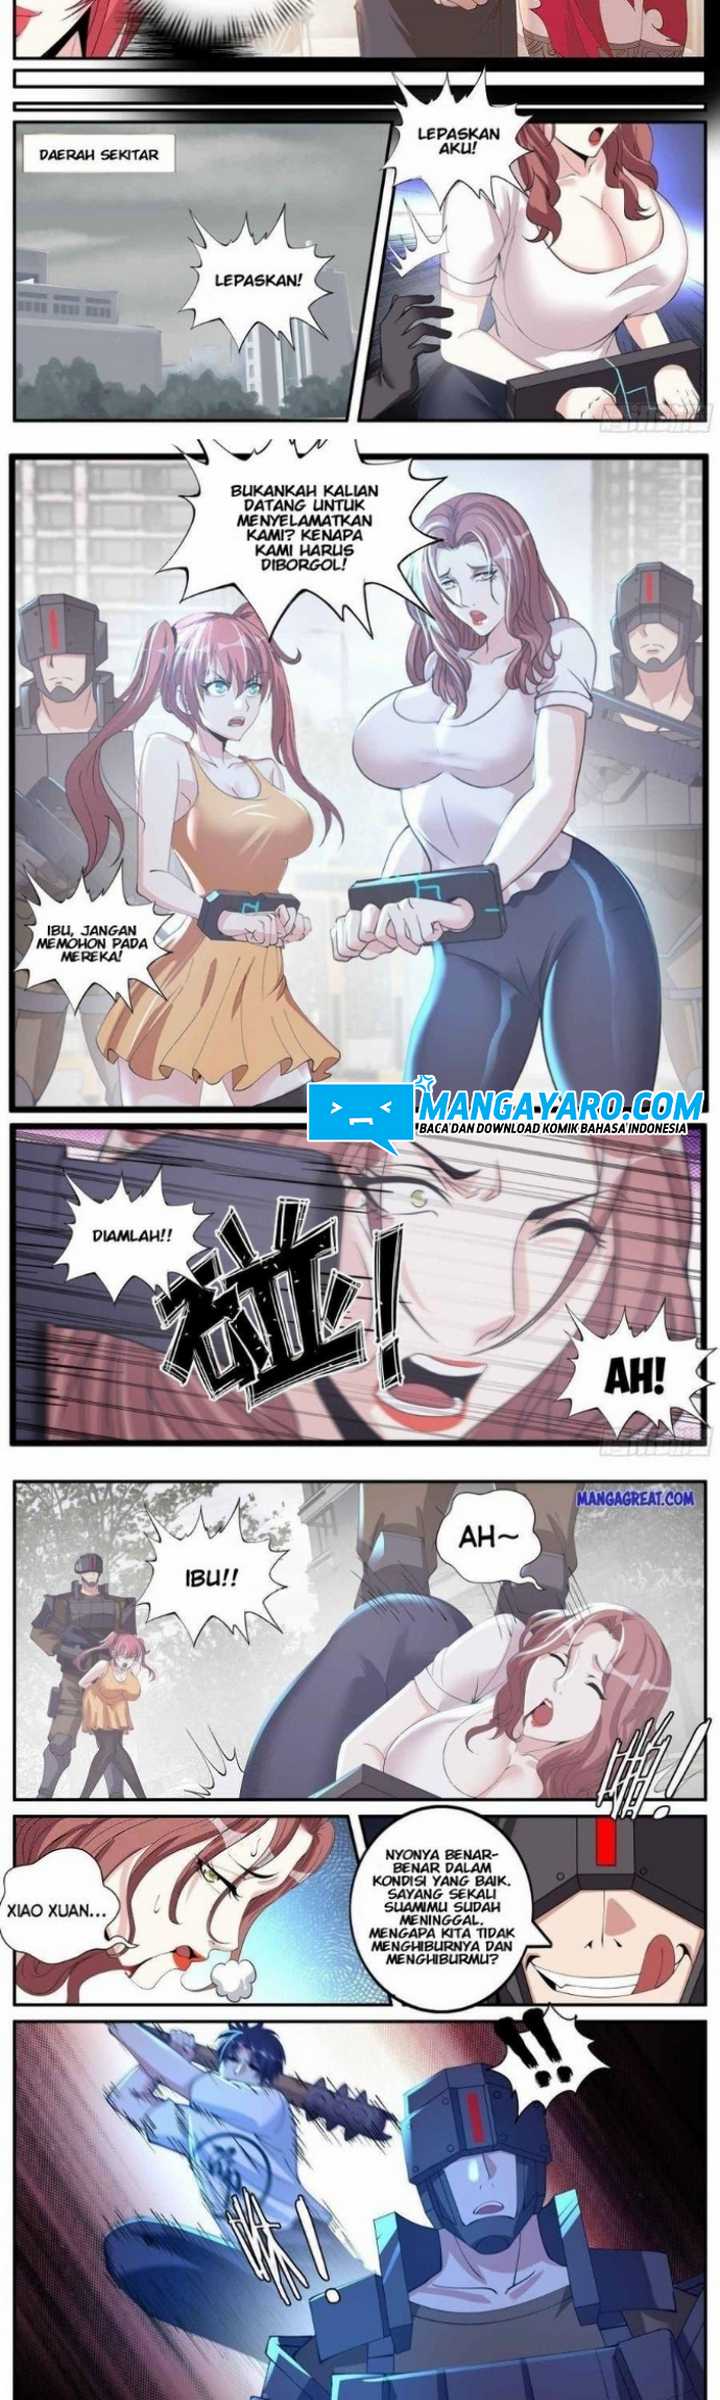 DAERAH SEKITAR
LEPASKAN!
LEPASKAN
AKU!
BUKANKAH KALIAN
DATANG UNTUK
MENYELAMATKAN
KAMI? KENAPA
KAMI HARUS
DIBORGOL!
IBU, JANGAN
MEMOHON PADA
MEREKA!
MANGAYARO.COM
BACA DAN DOWNLOAD KOMIK BAHASA INDONESIA
DIAMLAH!!
碰!
AH!
MANGAGREAT.COM
IBU!!
AH~
XIAO XUAN...
NYONYA BENAR-
BENAR DALAM
KONDISI YANG BAIK.
SAYANG SEKALI
SUAMIMU SUDAH
MENINGGAL.
MENGAPA KITA TIDAK
MENGHIBURNYA DAN
MENGHIBURMU?
!!